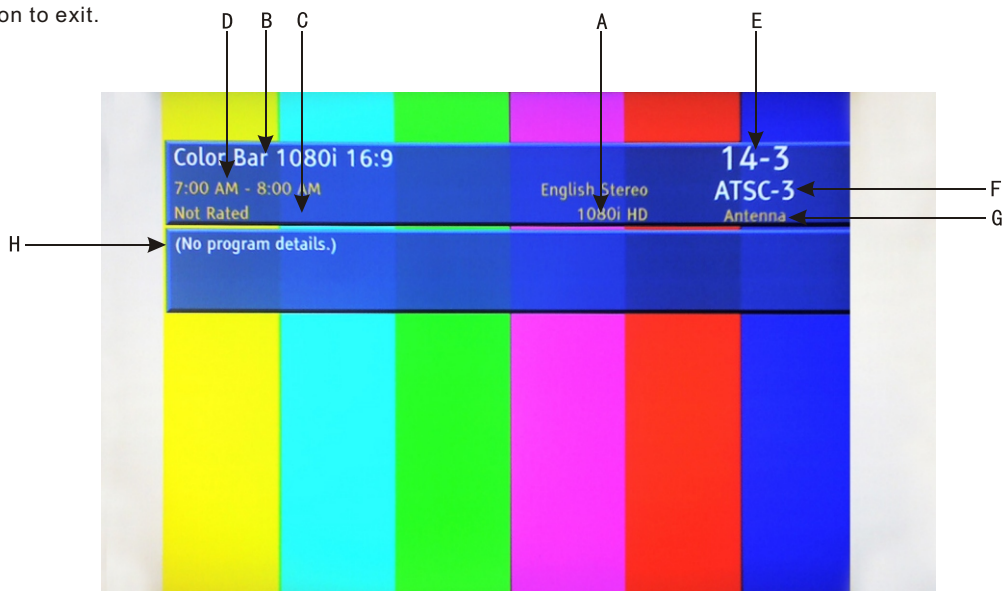 on to exit.
D B C A E
Color Bar 1080i 16:9
14-3
7:00 AM - 8:00 AM
English Stereo
ATSC-3
F
Not Rated
1080i HD
Antenna
G
H
(No program details.)